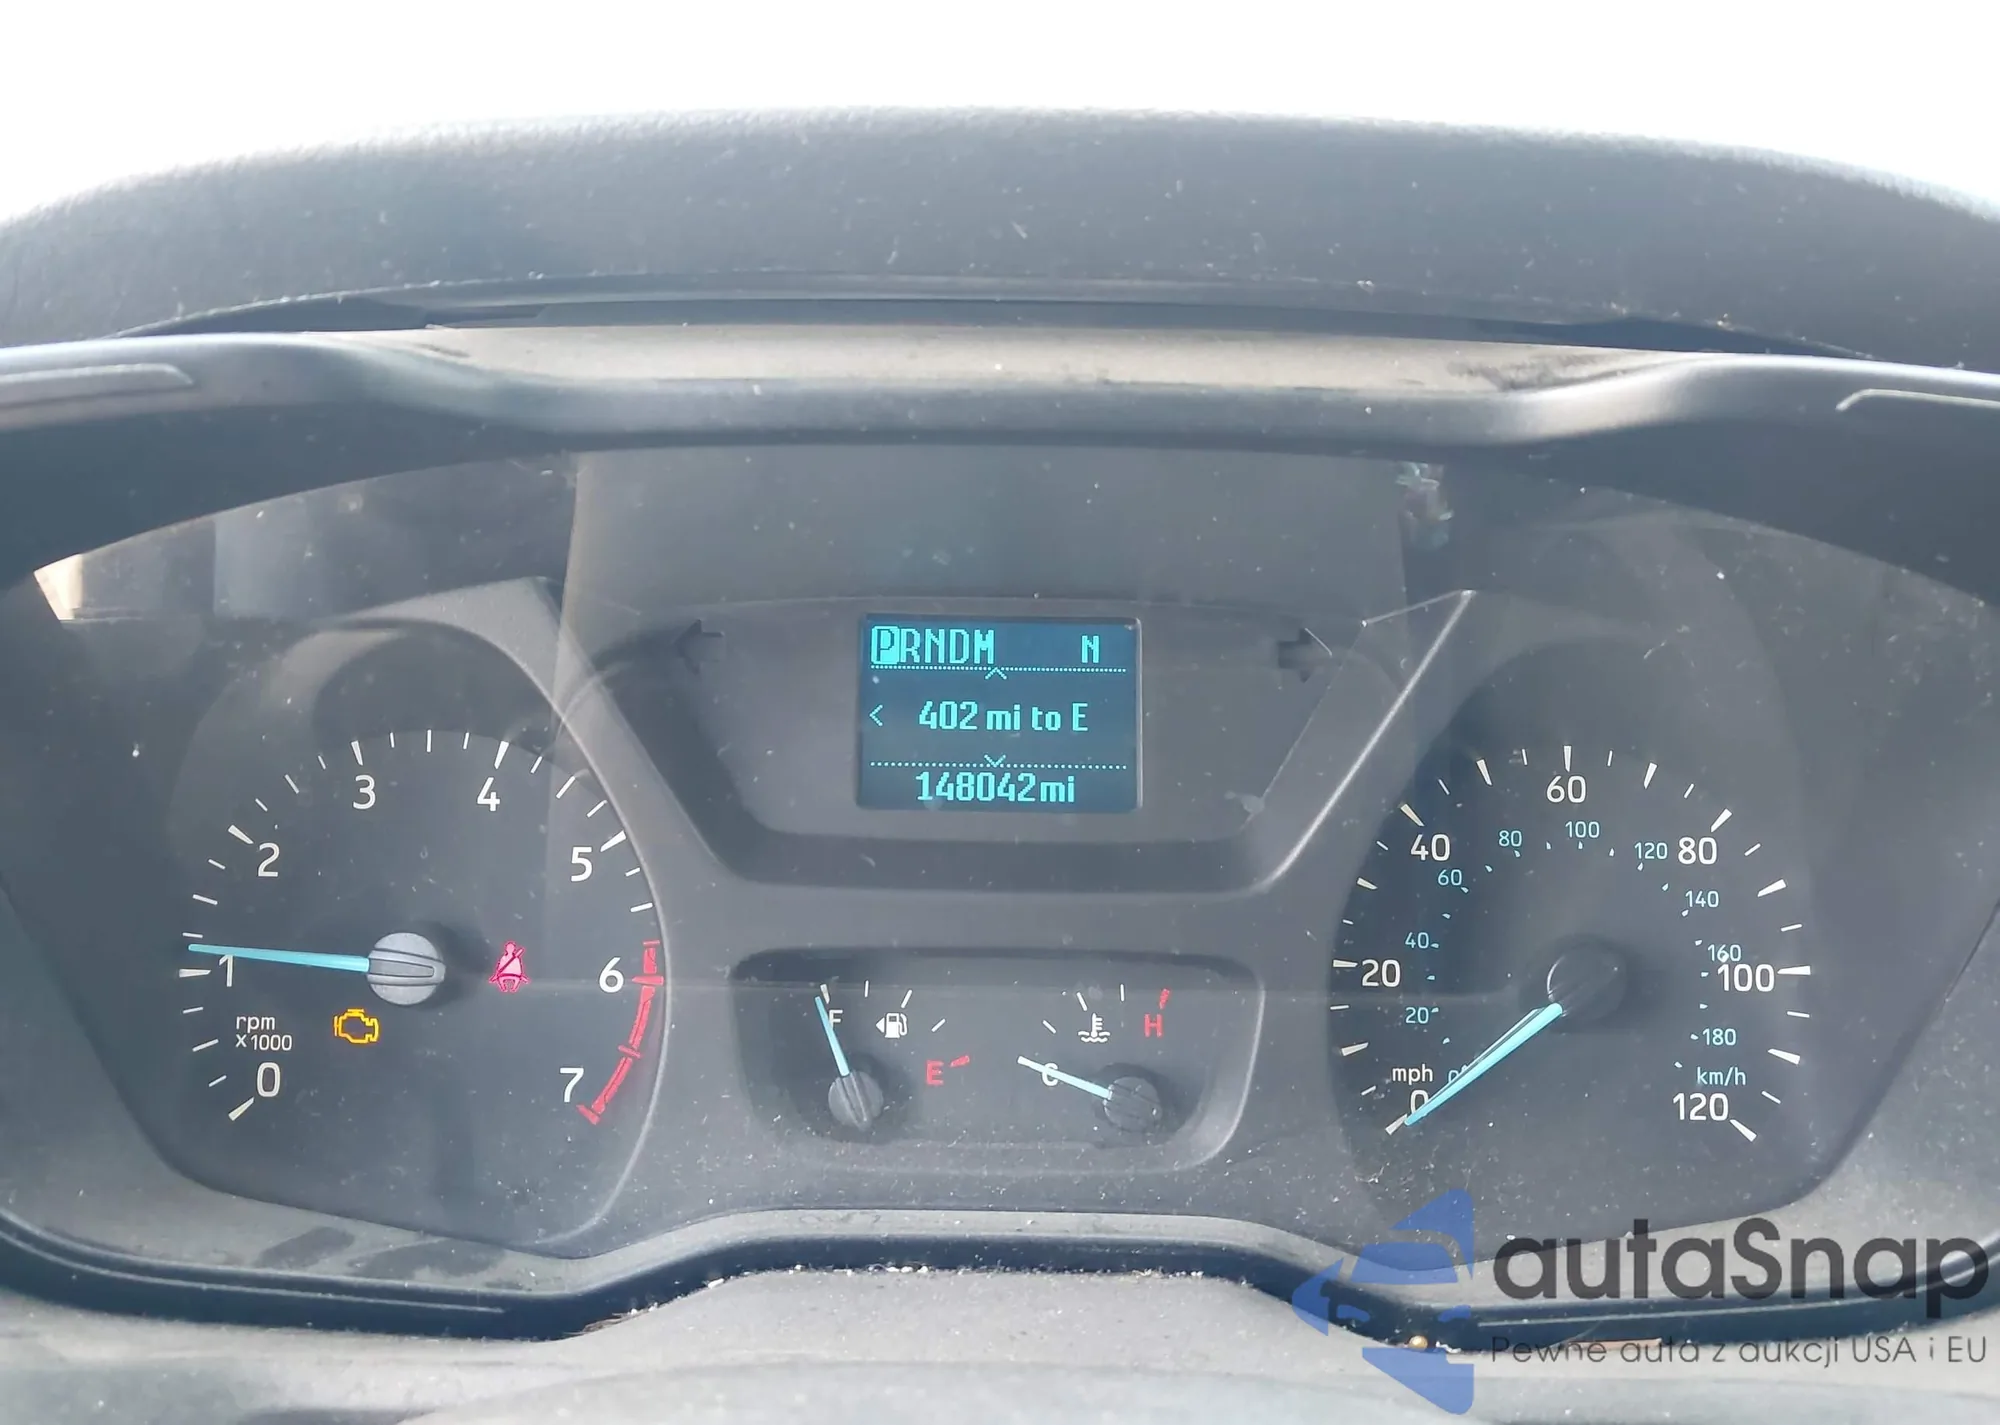 PRNDM N
< 402 mi to E
148042mi
0
1
2
3
4
5
6
7
rpm
x1000
F
E
C
H
mph
0
20
40
60
80
100
120
0
20
40
60
80
100
120
140
160
180
km/h
autaSnap
Pewne auta z aukcji USA i EU